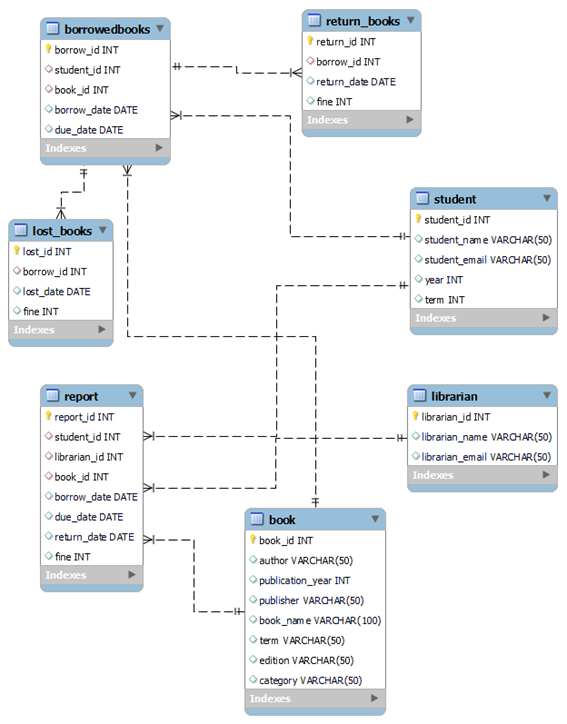 borrowedbooks
borrow_id INT
student_id INT
book_id INT
borrow_date DATE
due_date DATE
Indexes
return_books
return_id INT
borrow_id INT
return_date DATE
fine INT
Indexes
lost_books
lost_id INT
borrow_id INT
lost_date DATE
fine INT
Indexes
student
student_id INT
student_name VARCHAR(50)
student_email VARCHAR(50)
year INT
term INT
Indexes
report
report_id INT
student_id INT
librarian_id INT
book_id INT
borrow_date DATE
due_date DATE
return_date DATE
fine INT
Indexes
librarian
librarian_id INT
librarian_name VARCHAR(50)
librarian_email VARCHAR(50)
Indexes
book
book_id INT
author VARCHAR(50)
publication_year INT
publisher VARCHAR(50)
book_name VARCHAR(100)
term VARCHAR(50)
edition VARCHAR(50)
category VARCHAR(50)
Indexes